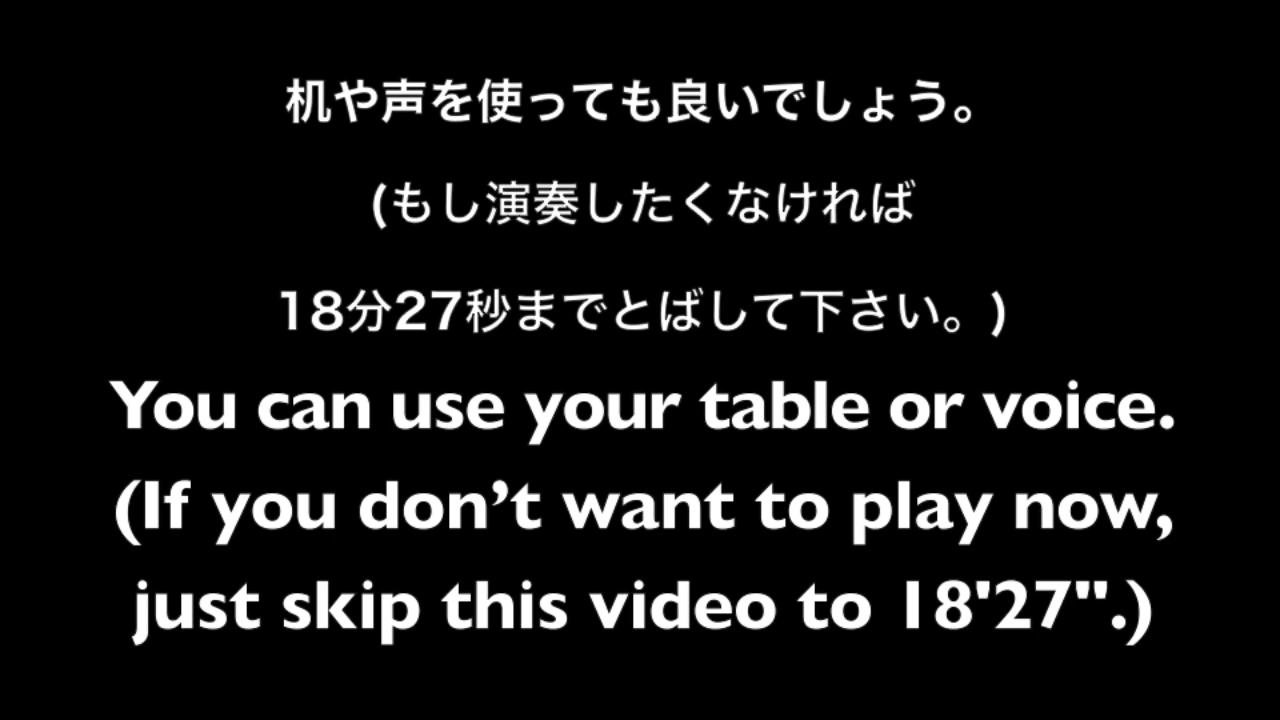 机や声を使っても良いでしょう。
(もし演奏したくなければ
18分27秒までとばして下さい。)
You can use your table or voice.
(If you don’t want to play now,
just skip this video to 18'27".)